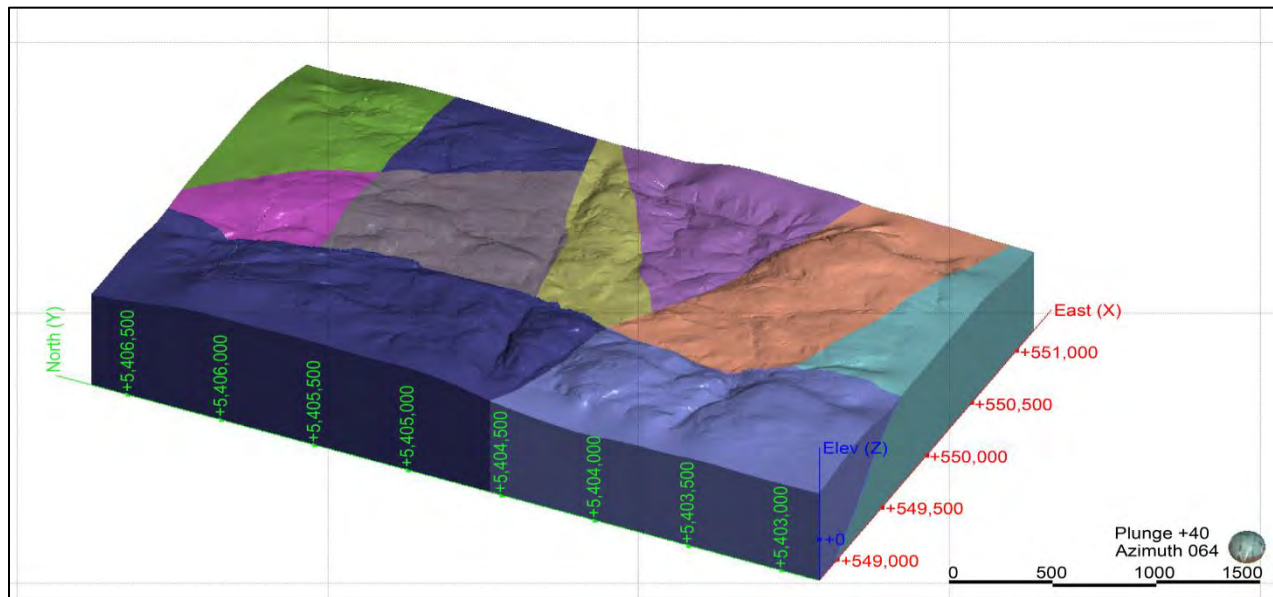 North (Y)
+5,406,500
+5,406,000
+5,405,500
+5,405,000
+5,404,500
+5,404,000
+5,403,500
+5,403,000
Elev (Z)
+0
East (X)
+551,000
+550,500
+550,000
+549,500
+549,000
Plunge +40
Azimuth 064
0 500 1000 1500